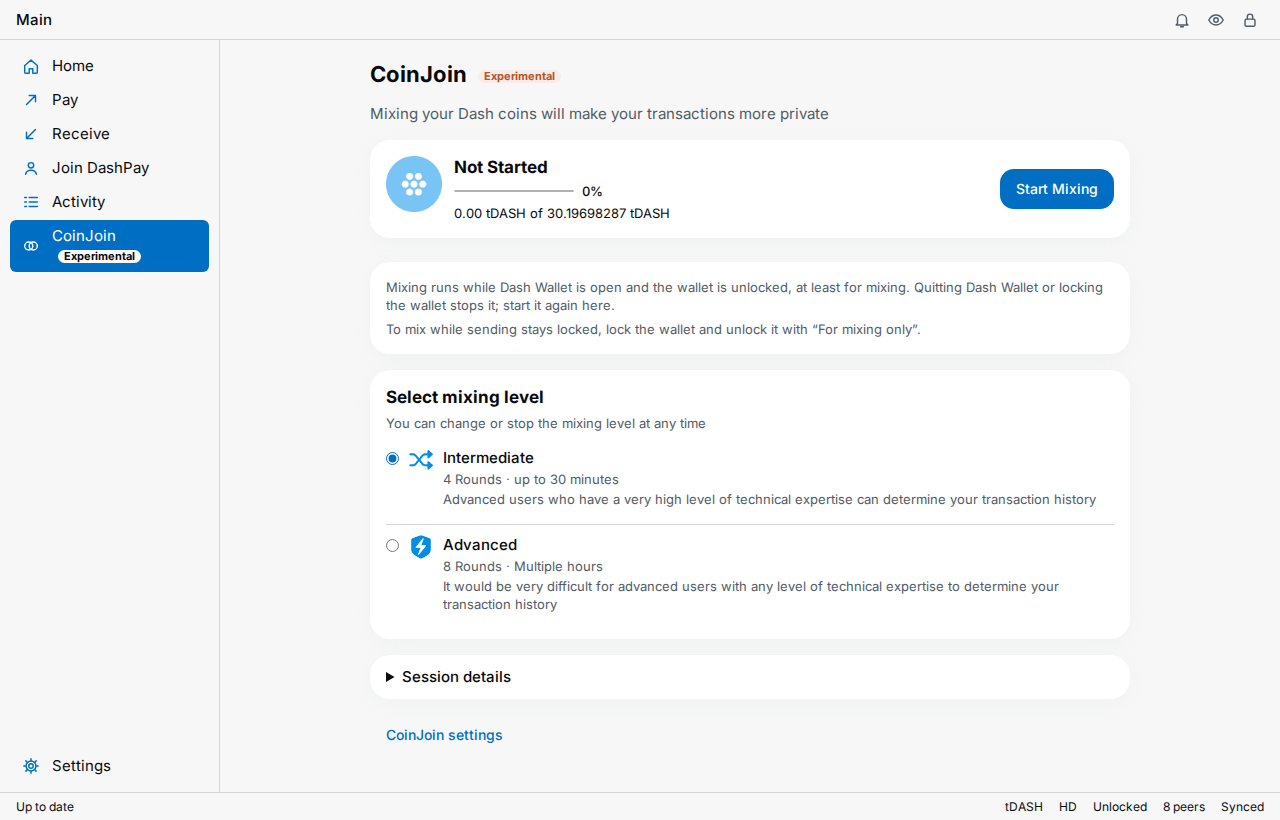 Main
Home
Pay
Receive
Join DashPay
Activity
CoinJoin
Experimental
Settings
CoinJoin Experimental
Mixing your Dash coins will make your transactions more private
Not Started
0%
0.00 tDASH of 30.19698287 tDASH
Start Mixing
Mixing runs while Dash Wallet is open and the wallet is unlocked, at least for mixing. Quitting Dash Wallet or locking
the wallet stops it; start it again here.
To mix while sending stays locked, lock the wallet and unlock it with “For mixing only”.
Select mixing level
You can change or stop the mixing level at any time
Intermediate
4 Rounds · up to 30 minutes
Advanced users who have a very high level of technical expertise can determine your transaction history
Advanced
8 Rounds · Multiple hours
It would be very difficult for advanced users with any level of technical expertise to determine your
transaction history
Session details
CoinJoin settings
Up to date
tDASH HD Unlocked 8 peers Synced